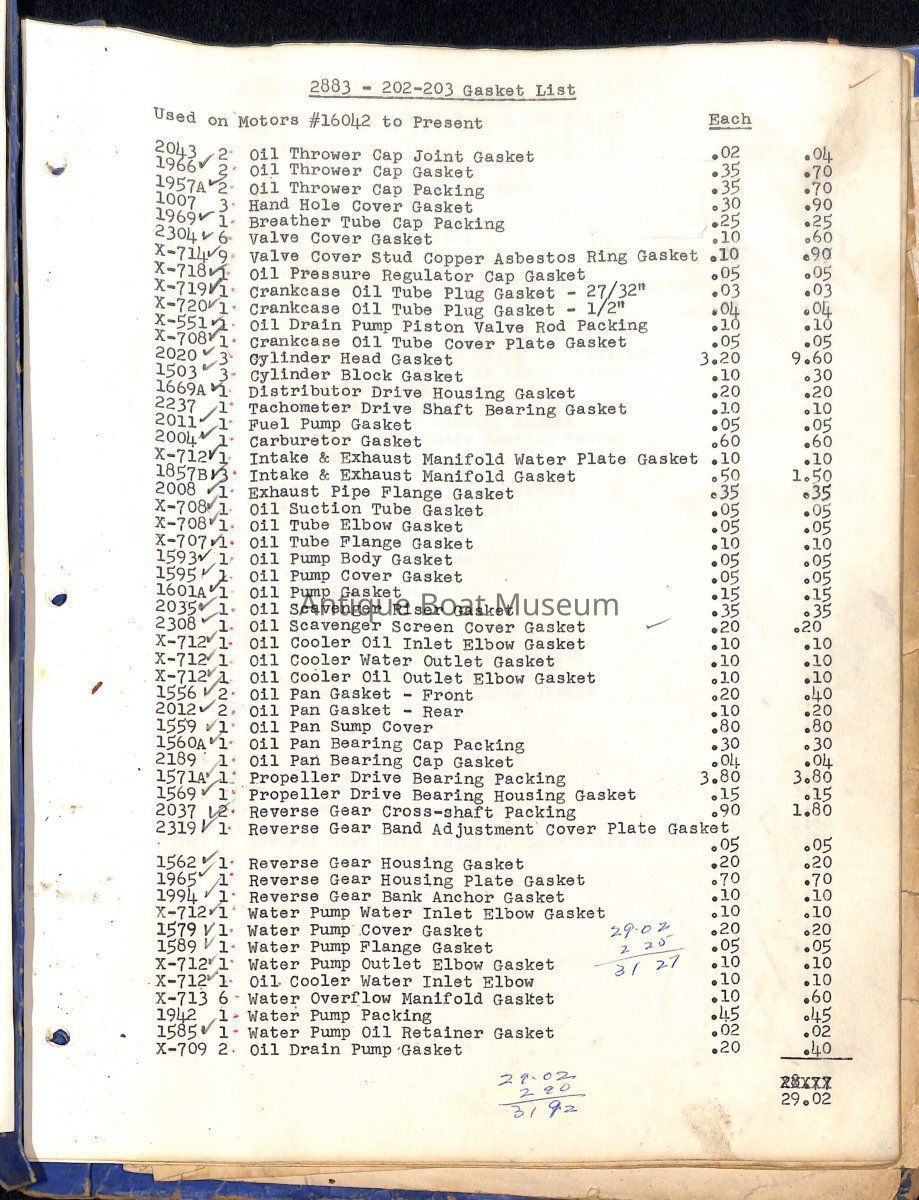 2883 - 202-203 Gasket List
Used on Motors #16042 to Present Each
2043 2 Oil Thrower Cap Joint Gasket .02 .04
1966 ✓ 2 Oil Thrower Cap Gasket .35 .70
1957A ✓ 2 Oil Thrower Cap Packing .35 .70
1007 3 Hand Hole Cover Gasket .30 .90
1969 ✓ 1 Breather Tube Cap Packing .25 .25
2304 ✓ 6 Valve Cover Gasket .10 .60
X-714 ✓ 9 Valve Cover Stud Copper Asbestos Ring Gasket .10 .90
X-718 ✓ 1 Oil Pressure Regulator Cap Gasket .05 .05
X-719 ✓ 1 Crankcase Oil Tube Plug Gasket - 27/32" .03 .03
X-720 ✓ 1 Crankcase Oil Tube Plug Gasket - 1/2" .04 .04
X-551 ✓ 1 Oil Drain Pump Piston Valve Rod Packing .10 .10
X-708 ✓ 1 Crankcase Oil Tube Cover Plate Gasket .05 .05
2020 ✓ 3 Cylinder Head Gasket 3.20 9.60
1503 ✓ 3 Cylinder Block Gasket .10 .30
1669A ✓ 1 Distributor Drive Housing Gasket .20 .20
2237 ✓ 1 Tachometer Drive Shaft Bearing Gasket .10 .10
2011 ✓ 1 Fuel Pump Gasket .05 .05
2004 ✓ 1 Carburetor Gasket .60 .60
X-712 ✓ 1 Intake & Exhaust Manifold Water Plate Gasket .10 .10
1857B ✓ 3 Intake & Exhaust Manifold Gasket .50 1.50
2008 ✓ 1 Exhaust Pipe Flange Gasket .35 .35
X-708 ✓ 1 Oil Suction Tube Gasket .05 .05
X-708 ✓ 1 Oil Tube Elbow Gasket .05 .05
X-707 ✓ 1 Oil Tube Flange Gasket .10 .10
1593 ✓ 1 Oil Pump Body Gasket .05 .05
1595 ✓ 1 Oil Pump Cover Gasket .05 .05
1601A ✓ 1 Oil Pump Gasket .15 .15
Antique Boat Museum
2035 ✓ 1 Oil Scavenger Riser Gasket .35 .35
2308 ✓ 1 Oil Scavenger Screen Cover Gasket ✓ .20 .20
X-712 ✓ 1 Oil Cooler Oil Inlet Elbow Gasket .10 .10
X-712 ✓ 1 Oil Cooler Water Outlet Gasket .10 .10
X-712 ✓ 1 Oil Cooler Oil Outlet Elbow Gasket .10 .10
1556 ✓ 2 Oil Pan Gasket - Front .20 .40
2012 ✓ 2 Oil Pan Gasket - Rear .10 .20
1559 ✓ 1 Oil Pan Sump Cover .80 .80
1560A ✓ 1 Oil Pan Bearing Cap Packing .30 .30
2189 ✓ 1 Oil Pan Bearing Cap Gasket .04 .04
1571A ✓ 1 Propeller Drive Bearing Packing 3.80 3.80
1569 ✓ 1 Propeller Drive Bearing Housing Gasket .15 .15
2037 ✓ 2 Reverse Gear Cross-shaft Packing .90 1.80
2319 ✓ 1 Reverse Gear Band Adjustment Cover Plate Gasket
.05 .05
1562 ✓ 1 Reverse Gear Housing Gasket .20 .20
1965 ✓ 1 Reverse Gear Housing Plate Gasket .70 .70
1994 ✓ 1 Reverse Gear Bank Anchor Gasket .10 .10
X-712 ✓ 1 Water Pump Water Inlet Elbow Gasket .10 .10
1579 ✓ 1 Water Pump Cover Gasket .20 .20
1589 ✓ 1 Water Pump Flange Gasket .05 .05
X-712 ✓ 1 Water Pump Outlet Elbow Gasket .10 .10
X-712 ✓ 1 Oil Cooler Water Inlet Elbow .10 .10
X-713 6 Water Overflow Manifold Gasket .10 .60
1942 1 Water Pump Packing .45 .45
1585 ✓ 1 Water Pump Oil Retainer Gasket .02 .02
X-709 2 Oil Drain Pump Gasket .20 .40
29.02
2 25
31 27
29.02
2 90
31 92
29.02